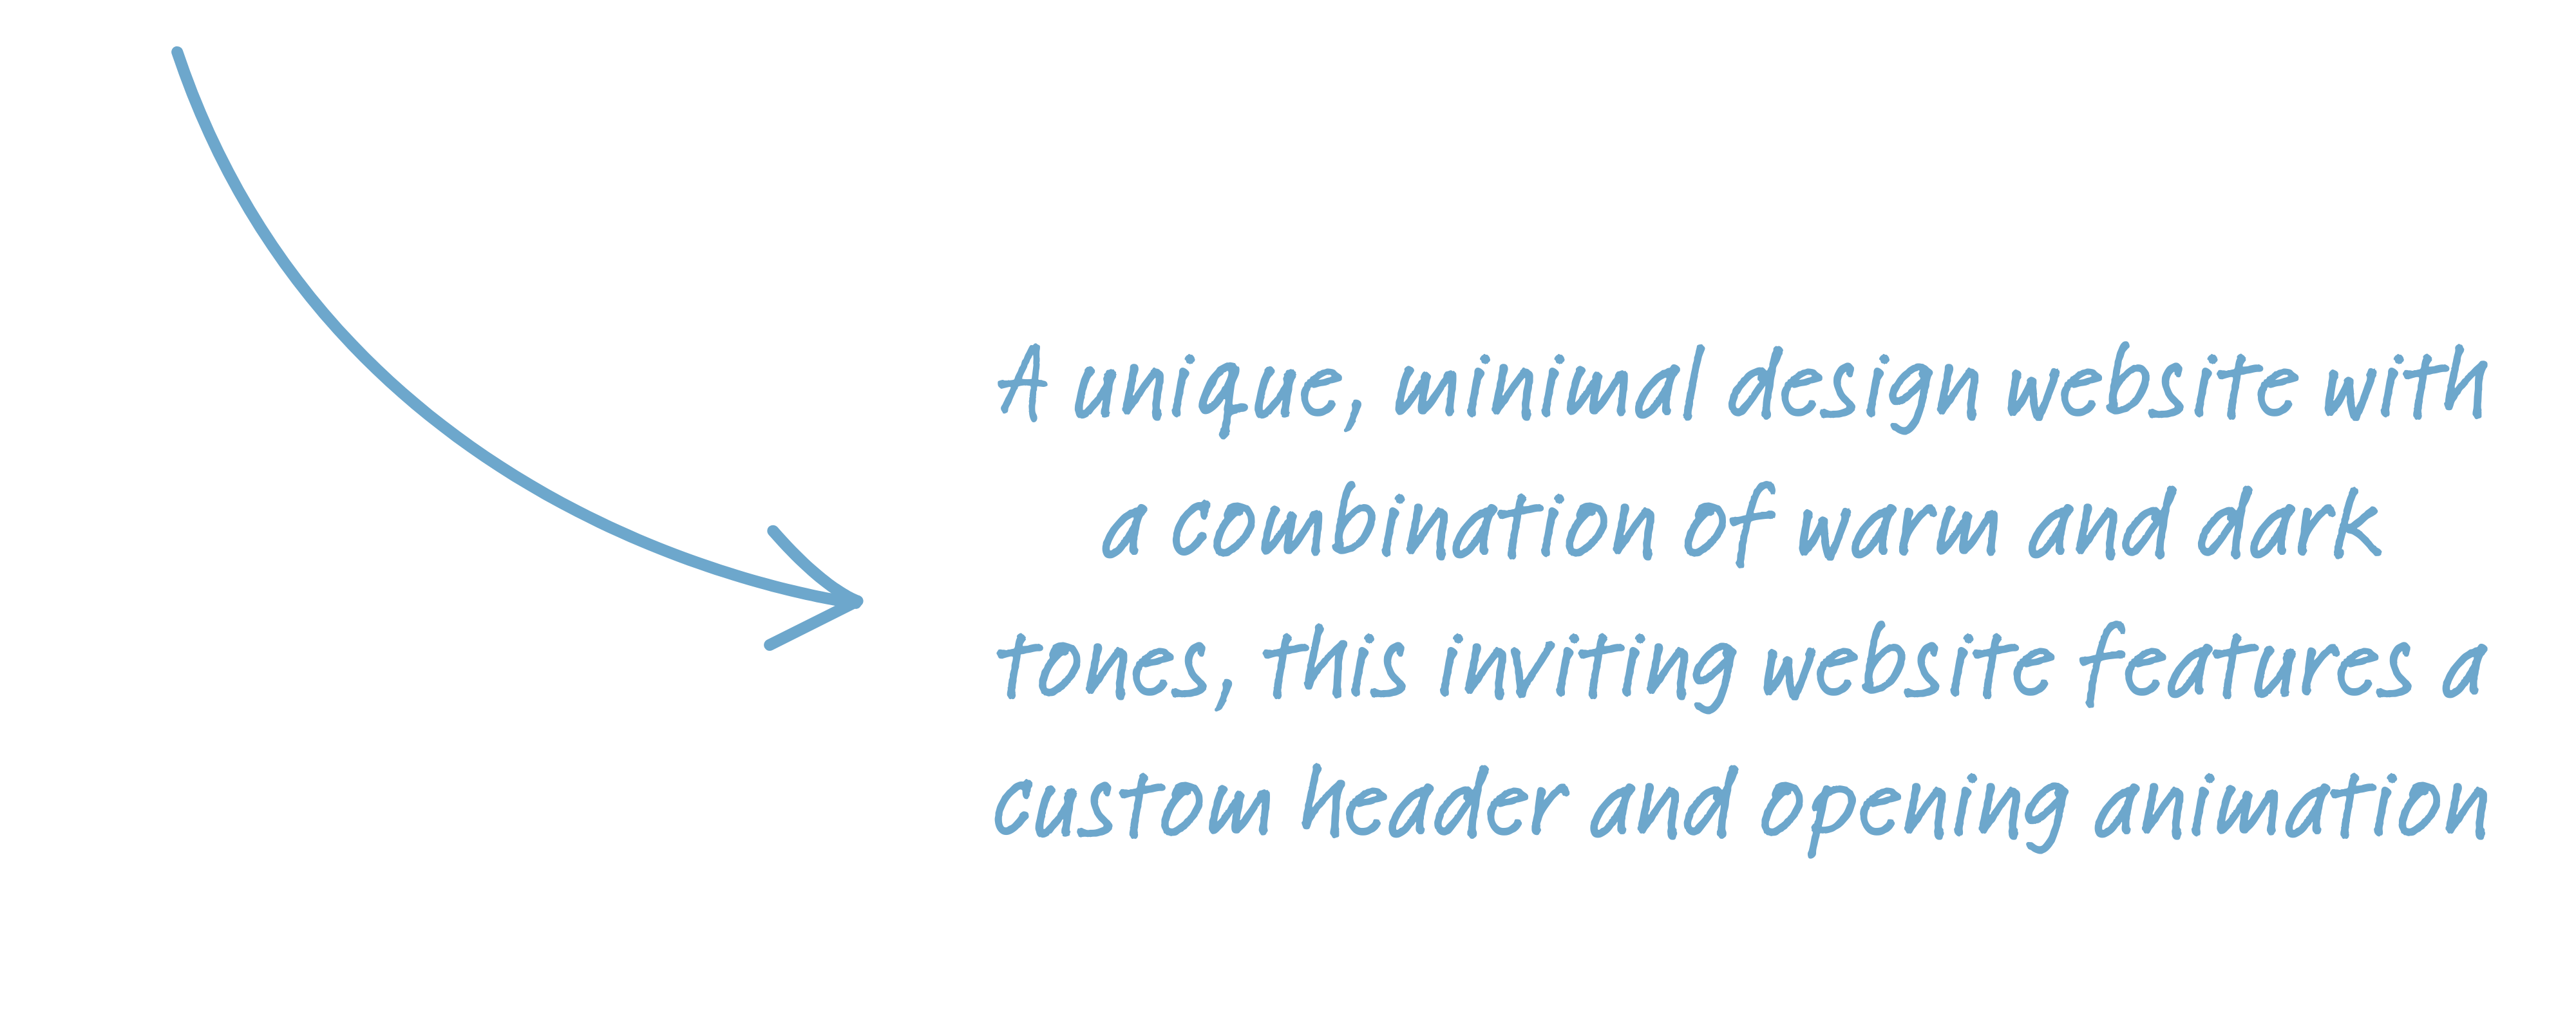 A unique, minimal design website with
a combination of warm and dark
tones, this inviting website features a
custom header and opening animation